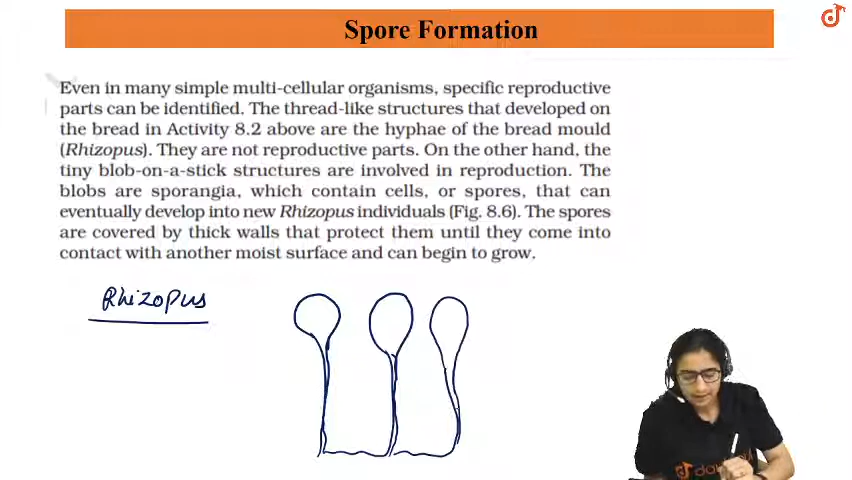 Spore Formation
Even in many simple multi-cellular organisms, specific reproductive
parts can be identified. The thread-like structures that developed on
the bread in Activity 8.2 above are the hyphae of the bread mould
(Rhizopus). They are not reproductive parts. On the other hand, the
tiny blob-on-a-stick structures are involved in reproduction. The
blobs are sporangia, which contain cells, or spores, that can
eventually develop into new Rhizopus individuals (Fig. 8.6). The spores
are covered by thick walls that protect them until they come into
contact with another moist surface and can begin to grow.
Rhizopus